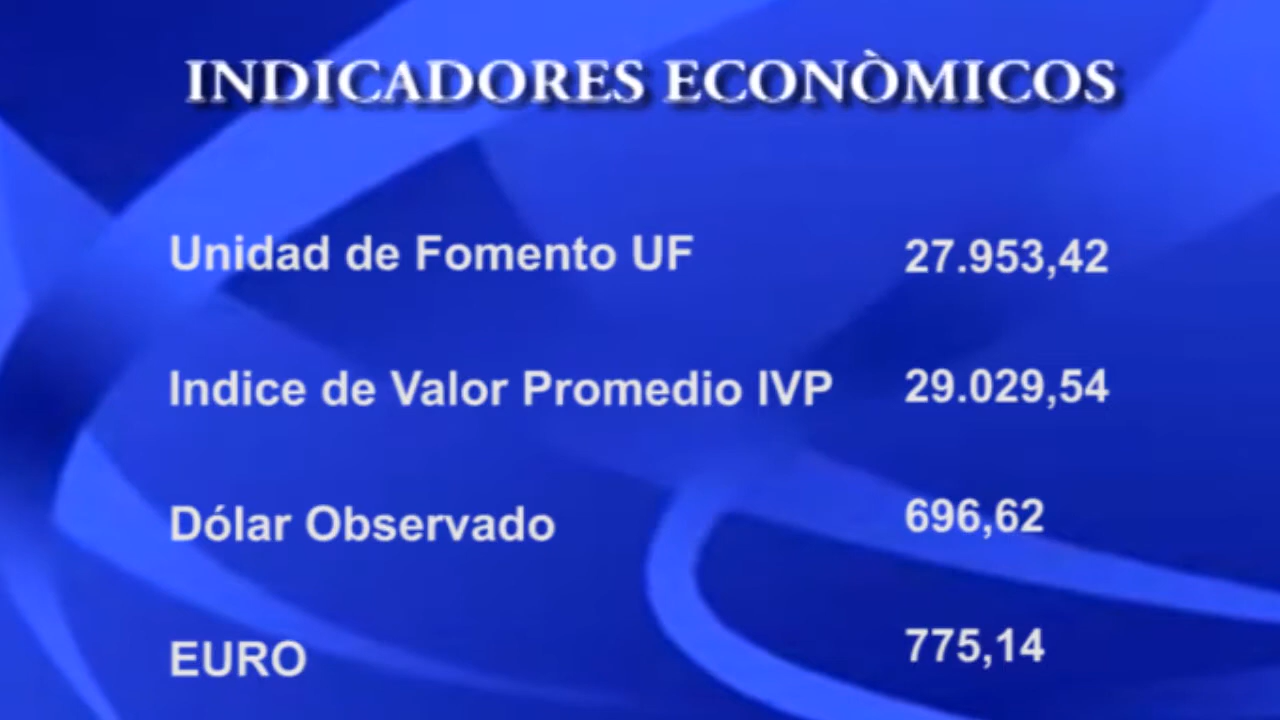 INDICADORES ECONÒMICOS
Unidad de Fomento UF 27.953,42
Indice de Valor Promedio IVP 29.029,54
Dólar Observado 696,62
EURO 775,14